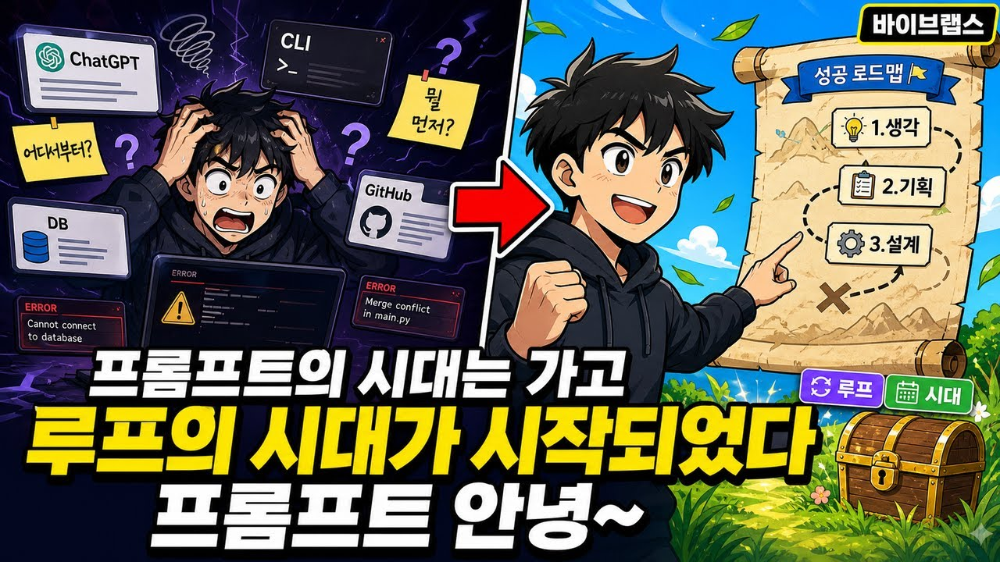 바이브랩스
ChatGPT
CLI
>_
?
뭘
먼저?
어디서부터?
?
?
GitHub
DB
ERROR
ERROR
Cannot connect
to database
ERROR
Merge conflict
in main.py
성공 로드맵
1.생각
2.기획
3.설계
루프
시대
프롬프트의 시대는 가고
루프의 시대가 시작되었다
프롬프트 안녕~